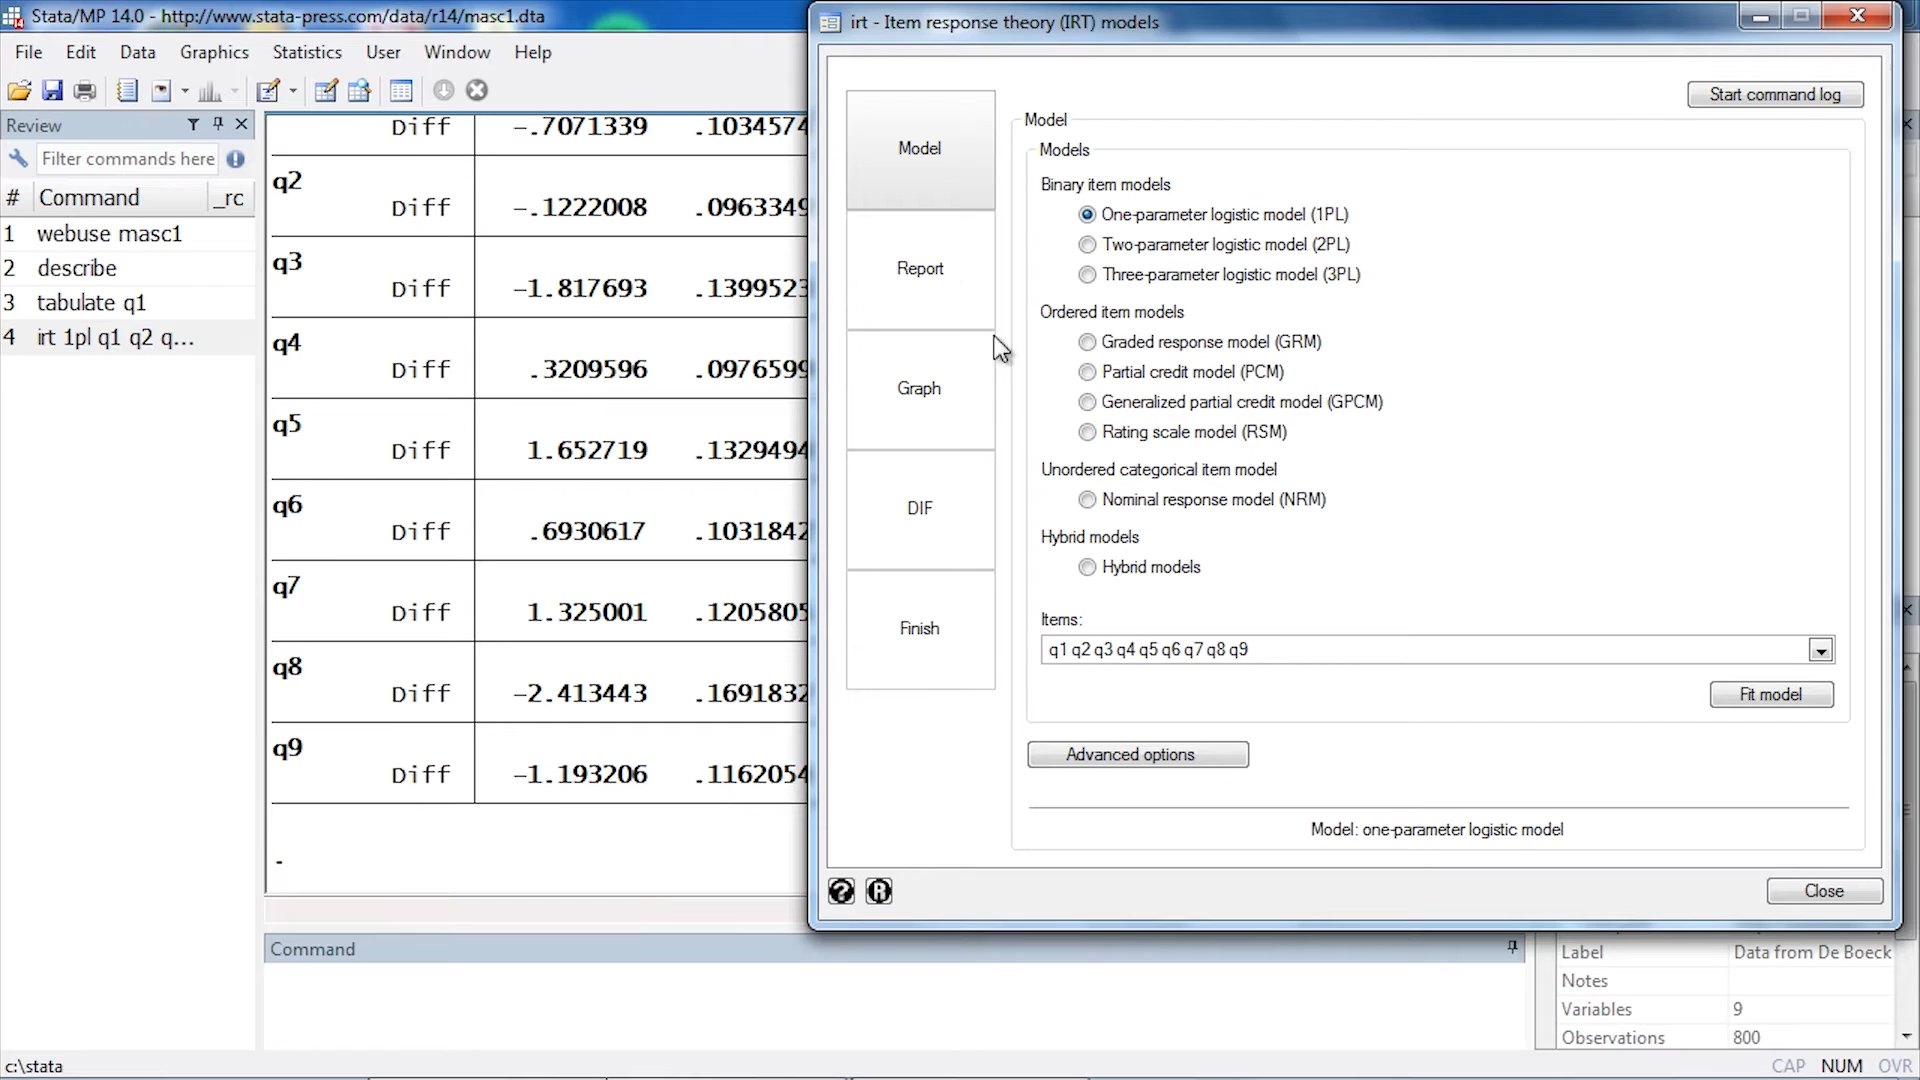 Stata/MP 14.0 - http://www.stata-press.com/data/r14/masc1.dta
File Edit Data Graphics Statistics User Window Help
Review
Filter commands here
# Command _rc
1 webuse masc1
2 describe
3 tabulate q1
4 irt 1pl q1 q2 q...
Diff -.7071339 .1034574
q2
Diff -.1222008 .0963349
q3
Diff -1.817693 .1399523
q4
Diff .3209596 .0976599
q5
Diff 1.652719 .1329494
q6
Diff .6930617 .1031842
q7
Diff 1.325001 .1205805
q8
Diff -2.413443 .1691832
q9
Diff -1.193206 .1162054
.
Command
irt - Item response theory (IRT) models
Start command log
Model
Report
Graph
DIF
Finish
Model
Models
Binary item models
One-parameter logistic model (1PL)
Two-parameter logistic model (2PL)
Three-parameter logistic model (3PL)
Ordered item models
Graded response model (GRM)
Partial credit model (PCM)
Generalized partial credit model (GPCM)
Rating scale model (RSM)
Unordered categorical item model
Nominal response model (NRM)
Hybrid models
Hybrid models
Items:
q1 q2 q3 q4 q5 q6 q7 q8 q9
Fit model
Advanced options
Model: one-parameter logistic model
Close
Label Data from De Boeck
Notes
Variables 9
Observations 800
c:\stata
CAP NUM OVR